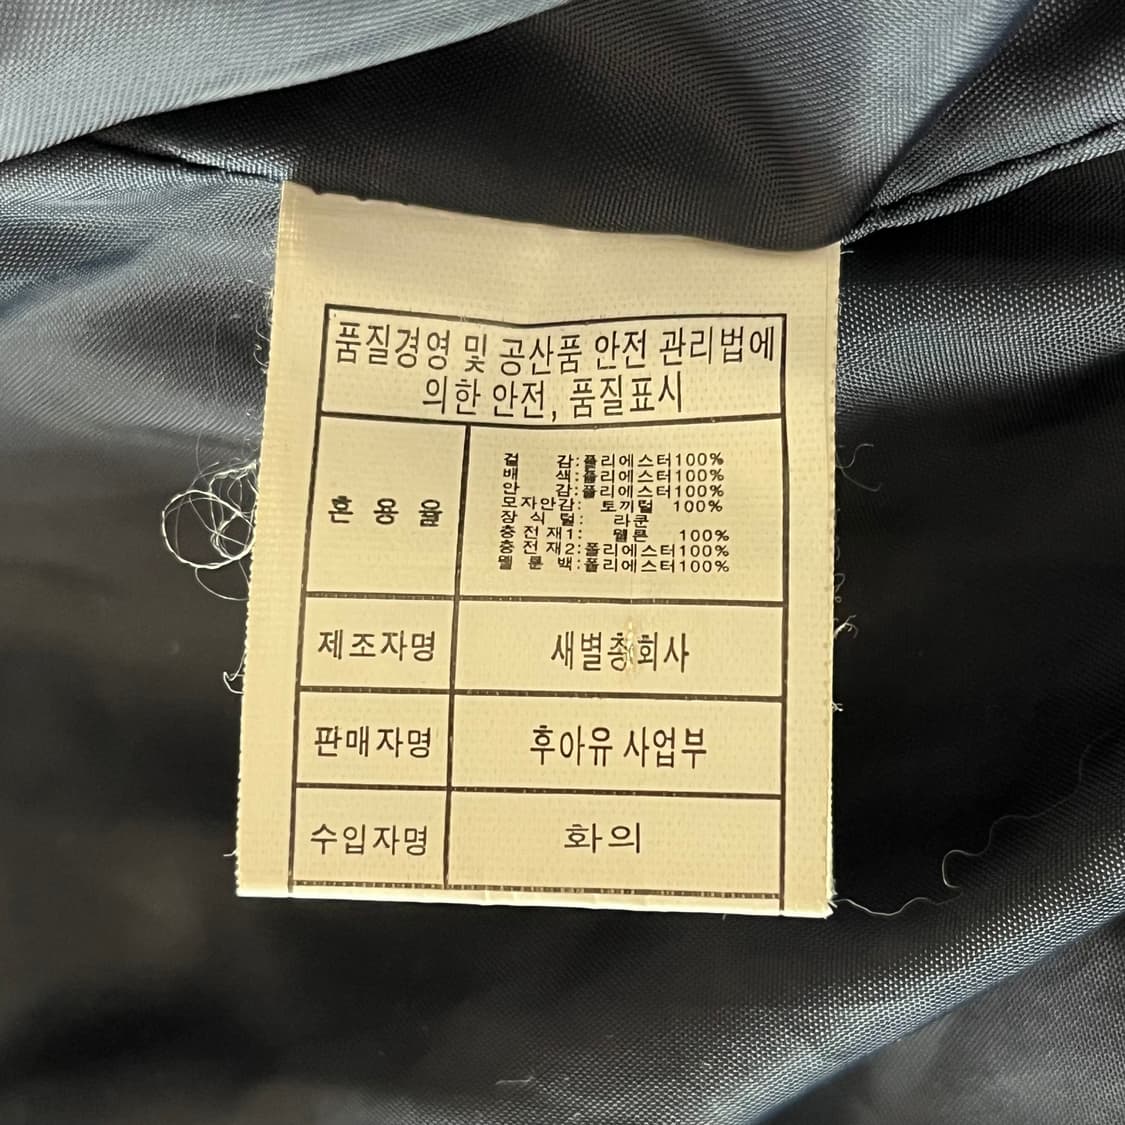 품질경영 및 공산품 안전 관리법에
의한 안전, 품질표시
혼 용 율
겉 감:폴리에스터100%
배 색:폴리에스터100%
안 감:폴리에스터100%
모자안감: 토끼털 100%
장 식 털: 라쿤
충 전 재1: 웰론 100%
충 전 재2:폴리에스터100%
멜 룬 백:폴리에스터100%
제조자명 새별총회사
판매자명 후아유 사업부
수입자명 화의